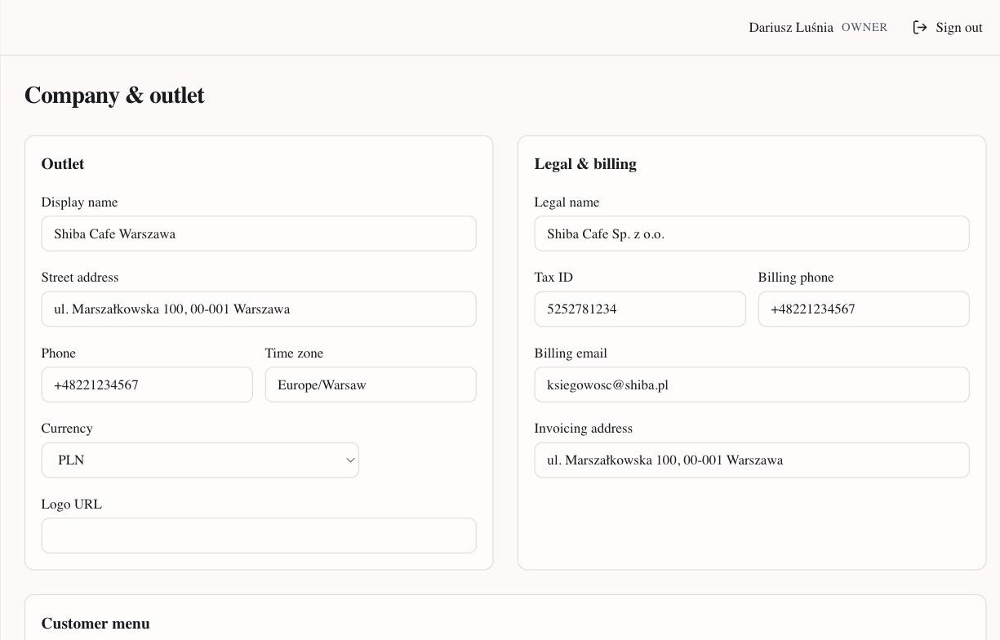 Dariusz Luśnia OWNER Sign out
Company & outlet
Outlet
Display name
Shiba Cafe Warszawa
Street address
ul. Marszałkowska 100, 00-001 Warszawa
Phone Time zone
+48221234567 Europe/Warsaw
Currency
PLN
Logo URL
Legal & billing
Legal name
Shiba Cafe Sp. z o.o.
Tax ID Billing phone
5252781234 +48221234567
Billing email
ksiegowosc@shiba.pl
Invoicing address
ul. Marszałkowska 100, 00-001 Warszawa
Customer menu